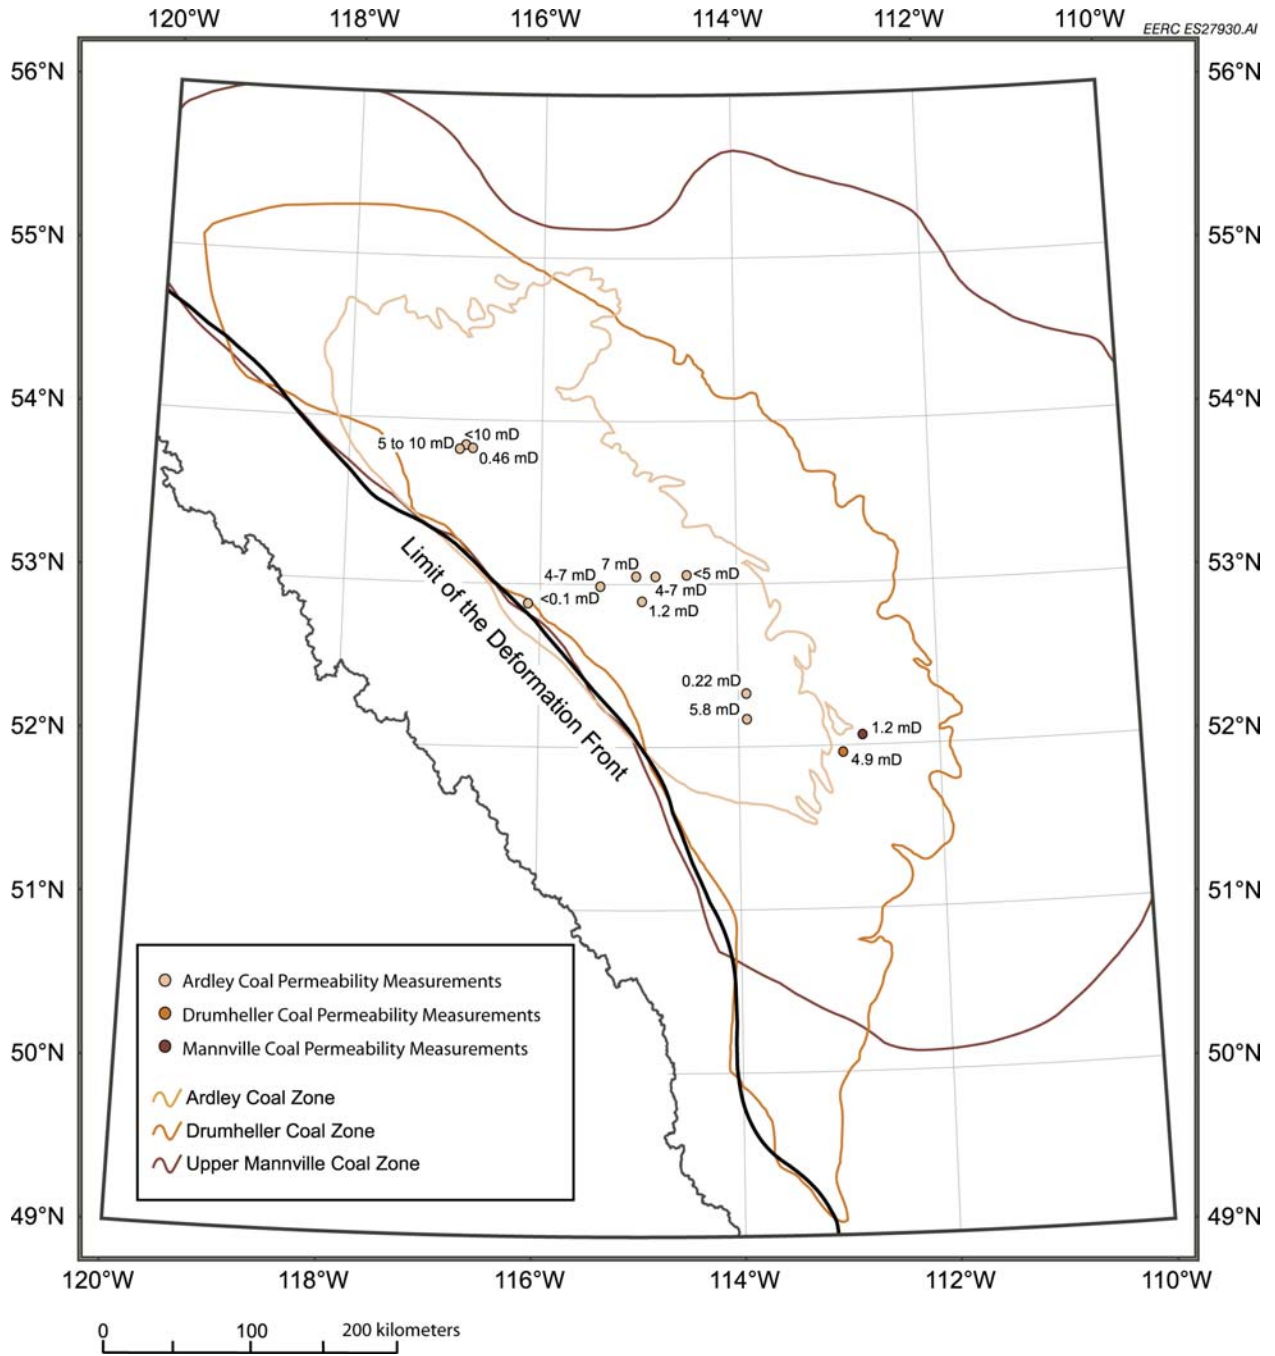 120°W 118°W 116°W 114°W 112°W 110°W
EERC ES27930.AI
56°N 56°N
55°N 55°N
54°N 54°N
<10 mD
5 to 10 mD
0.46 mD
53°N 53°N
7 mD
4-7 mD <5 mD
4-7 mD
<0.1 mD
1.2 mD
Limit of the Deformation Front
0.22 mD
5.8 mD
52°N 52°N
1.2 mD
4.9 mD
51°N 51°N
Ardley Coal Permeability Measurements
Drumheller Coal Permeability Measurements
Mannville Coal Permeability Measurements
50°N 50°N
Ardley Coal Zone
Drumheller Coal Zone
Upper Mannville Coal Zone
49°N 49°N
120°W 118°W 116°W 114°W 112°W 110°W
0 100 200 kilometers